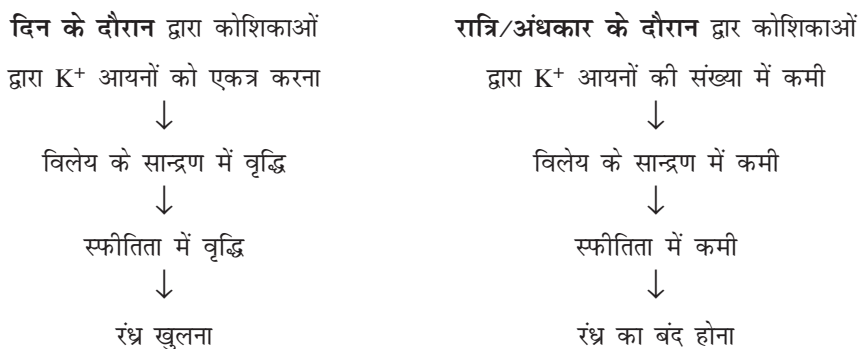 दिन के दौरान द्वारा कोशिकाओं
द्वारा K⁺ आयनों को एकत्र करना
↓
विलेय के सान्द्रण में वृद्धि
↓
स्फीतिता में वृद्धि
↓
रंध्र खुलना
रात्रि/अंधकार के दौरान द्वार कोशिकाओं
द्वारा K⁺ आयनों की संख्या में कमी
↓
विलेय के सान्द्रण में कमी
↓
स्फीतिता में कमी
↓
रंध्र का बंद होना